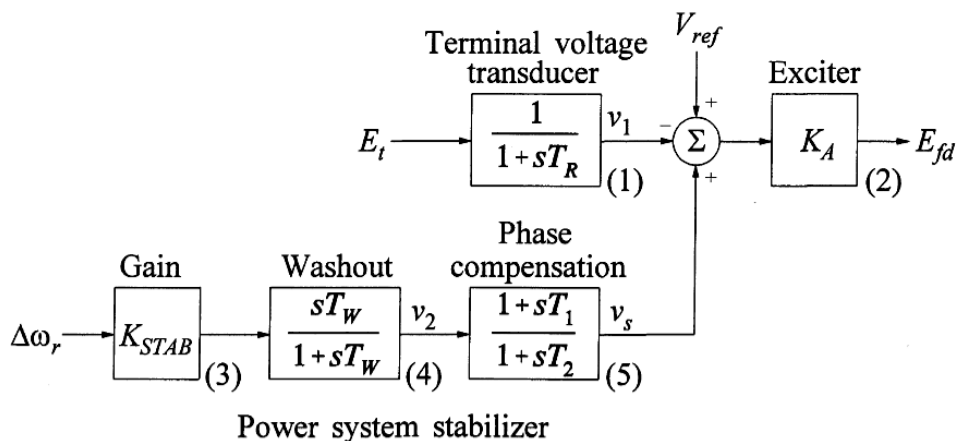 Terminal voltage
transducer
V_ref
Exciter
E_t
1
1+sT_R
v_1
(1)
−
+
Σ
+
K_A
(2)
E_fd
Gain
Washout
Phase
compensation
Δω_r
K_STAB
(3)
sT_W
1+sT_W
v_2
(4)
1+sT_1
1+sT_2
v_s
(5)
Power system stabilizer